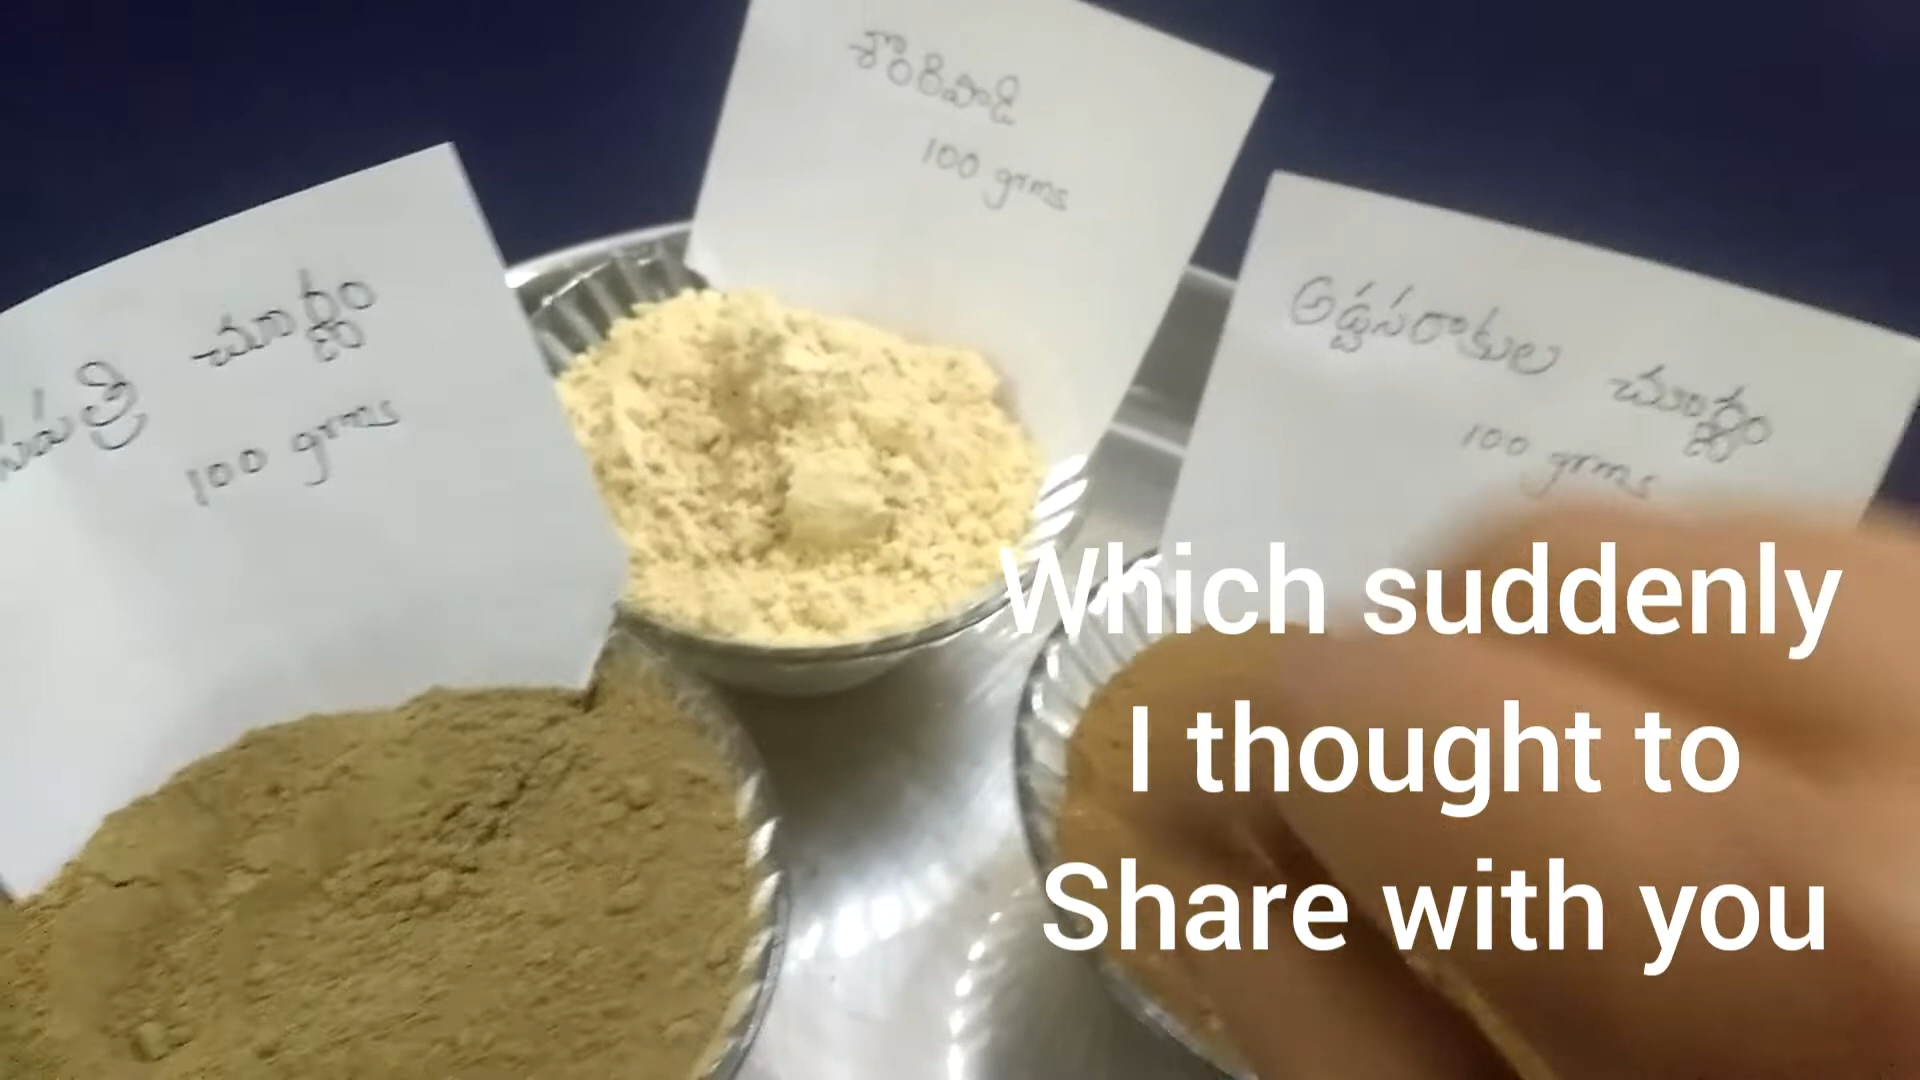 చూర్ణం
100 grms
శొంఠిపొడి
100 grms
అడ్డసరాకుల చూర్ణం
100 grms
Which suddenly
I thought to
Share with you